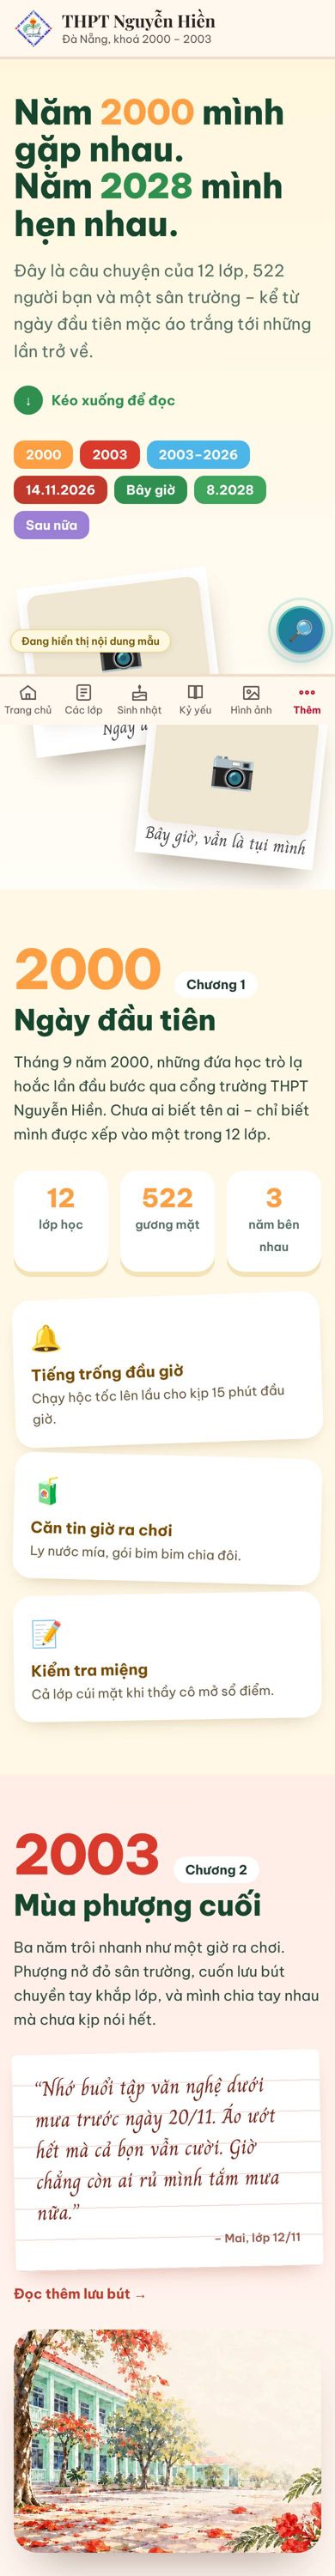 THPT Nguyễn Hiền
Đà Nẵng, khoá 2000 – 2003
Năm 2000 mình
gặp nhau.
Năm 2028 mình
hẹn nhau.
Đây là câu chuyện của 12 lớp, 522
người bạn và một sân trường – kể từ
ngày đầu tiên mặc áo trắng tới những
lần trở về.
↓ Kéo xuống để đọc
2000 2003 2003–2026
14.11.2026 Bây giờ 8.2028
Sau nữa
Đang hiển thị nội dung mẫu
Trang chủ Các lớp Sinh nhật Kỷ yếu Hình ảnh Thêm
Ngày
Bây giờ, vẫn là tụi mình
2000 Chương 1
Ngày đầu tiên
Tháng 9 năm 2000, những đứa học trò lạ
hoắc lần đầu bước qua cổng trường THPT
Nguyễn Hiền. Chưa ai biết tên ai – chỉ biết
mình được xếp vào một trong 12 lớp.
12 522 3
lớp học gương mặt năm bên
nhau
Tiếng trống đầu giờ
Chạy hộc tốc lên lầu cho kịp 15 phút đầu
giờ.
Căn tin giờ ra chơi
Ly nước mía, gói bim bim chia đôi.
Kiểm tra miệng
Cả lớp cúi mặt khi thầy cô mở sổ điểm.
2003 Chương 2
Mùa phượng cuối
Ba năm trôi nhanh như một giờ ra chơi.
Phượng nở đỏ sân trường, cuốn lưu bút
chuyền tay khắp lớp, và mình chia tay nhau
mà chưa kịp nói hết.
“Nhớ buổi tập văn nghệ dưới
mưa trước ngày 20/11. Áo ướt
hết mà cả bọn vẫn cười. Giờ
chẳng còn ai rủ mình tắm mưa
nữa.”
– Mai, lớp 12/11
Đọc thêm lưu bút →